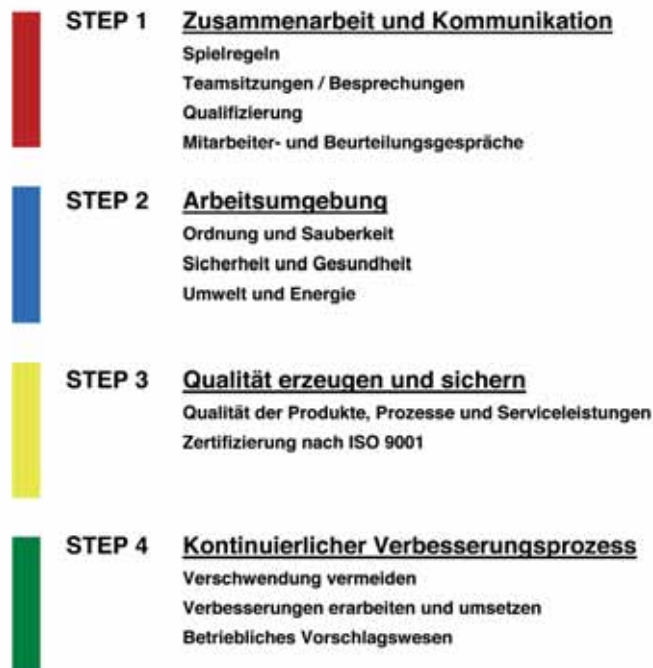 STEP 1 Zusammenarbeit und Kommunikation
Spielregeln
Teamsitzungen / Besprechungen
Qualifizierung
Mitarbeiter- und Beurteilungsgespräche
STEP 2 Arbeitsumgebung
Ordnung und Sauberkeit
Sicherheit und Gesundheit
Umwelt und Energie
STEP 3 Qualität erzeugen und sichern
Qualität der Produkte, Prozesse und Serviceleistungen
Zertifizierung nach ISO 9001
STEP 4 Kontinuierlicher Verbesserungsprozess
Verschwendung vermeiden
Verbesserungen erarbeiten und umsetzen
Betriebliches Vorschlagswesen